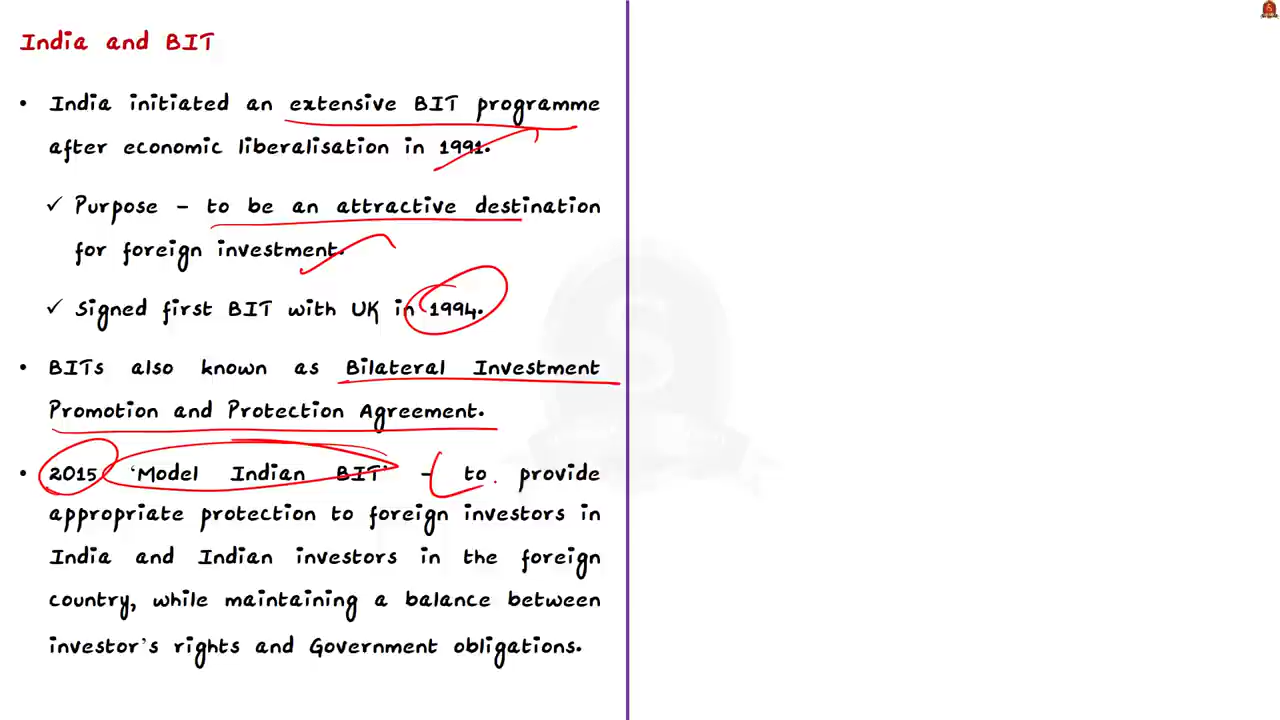 India and BIT
• India initiated an extensive BIT programme
after economic liberalisation in 1991.
✓ Purpose – to be an attractive destination
for foreign investment.
✓ Signed first BIT with UK in 1994.
• BITs also known as Bilateral Investment
Promotion and Protection Agreement.
• 2015 ‘Model Indian BIT’ – to provide
appropriate protection to foreign investors in
India and Indian investors in the foreign
country, while maintaining a balance between
investor’s rights and Government obligations.